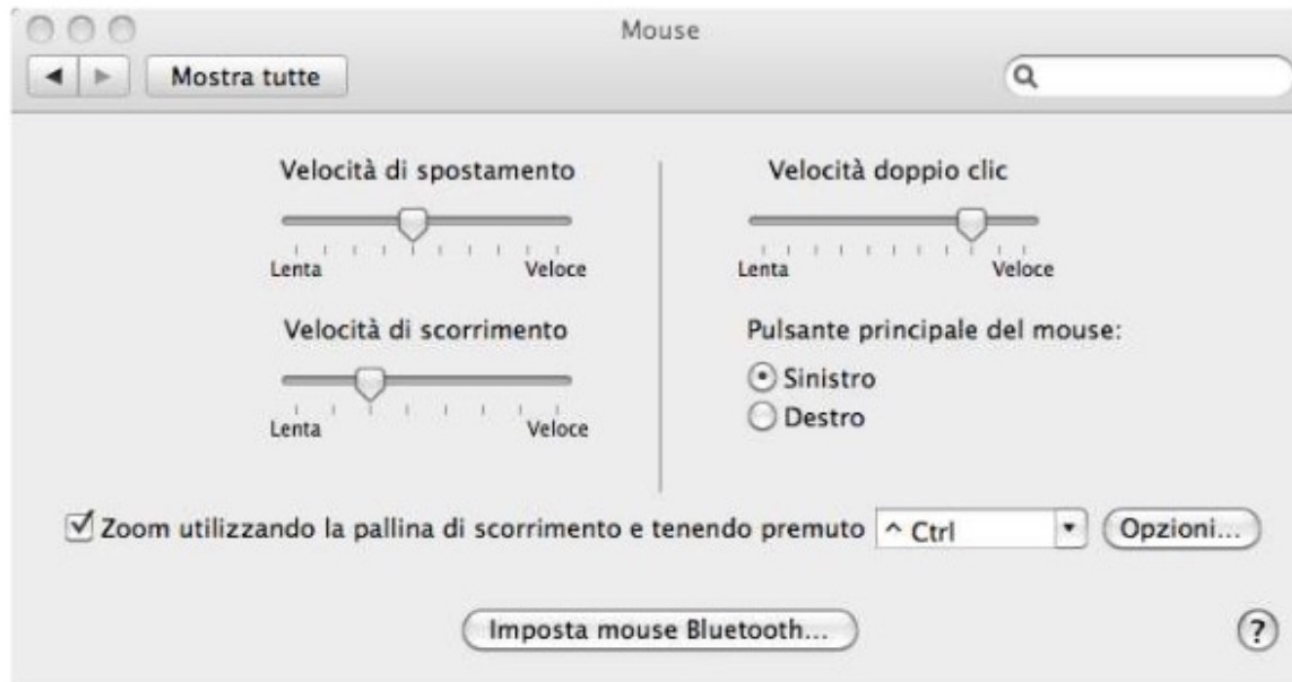 Mouse
Mostra tutte
Velocità di spostamento
Lenta Veloce
Velocità di scorrimento
Lenta Veloce
Velocità doppio clic
Lenta Veloce
Pulsante principale del mouse:
Sinistro
Destro
Zoom utilizzando la pallina di scorrimento e tenendo premuto ^ Ctrl Opzioni...
Imposta mouse Bluetooth...
?